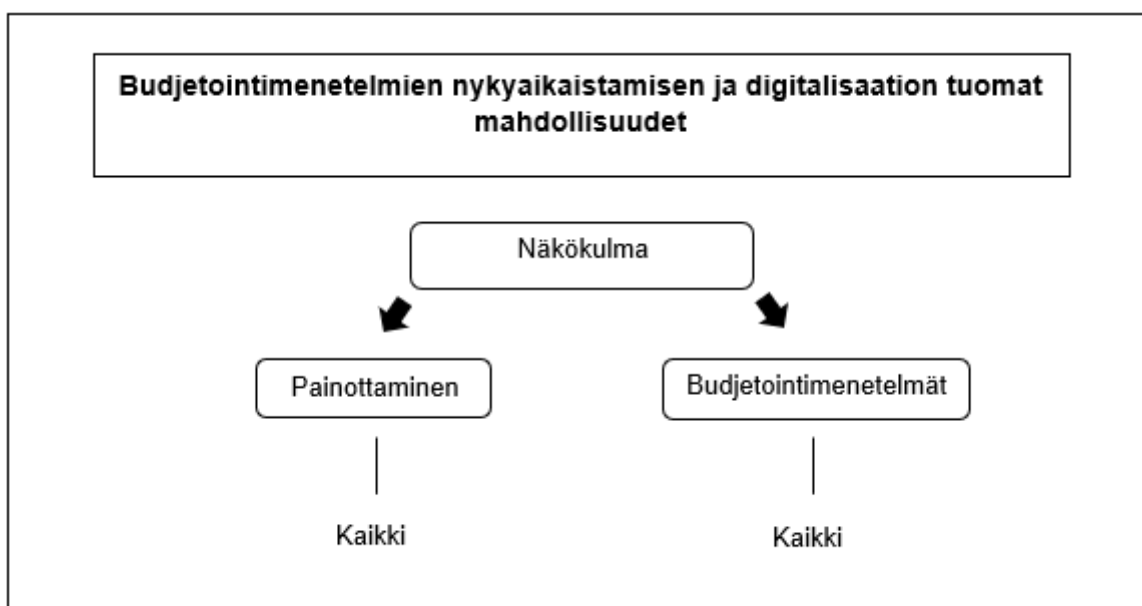 Budjetointimenetelmien nykyaikaistamisen ja digitalisaation tuomat
mahdollisuudet
Näkökulma
Painottaminen
Budjetointimenetelmät
Kaikki
Kaikki